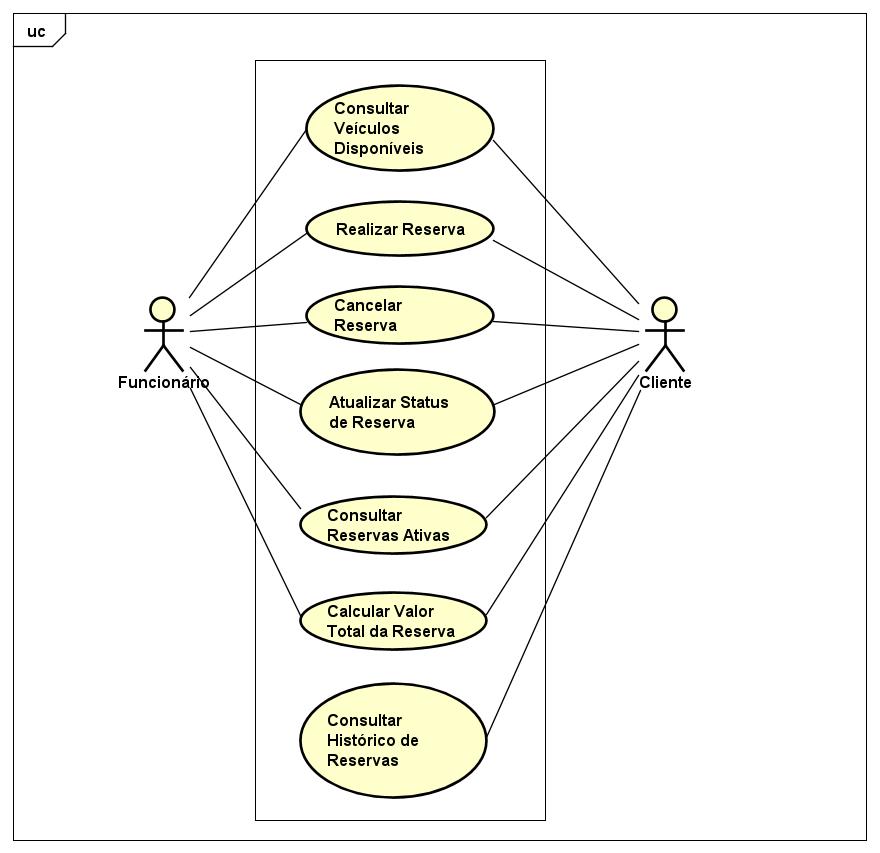 uc
Consultar
Veículos
Disponíveis
Realizar Reserva
Cancelar
Reserva
Funcionário
Cliente
Atualizar Status
de Reserva
Consultar
Reservas Ativas
Calcular Valor
Total da Reserva
Consultar
Histórico de
Reservas